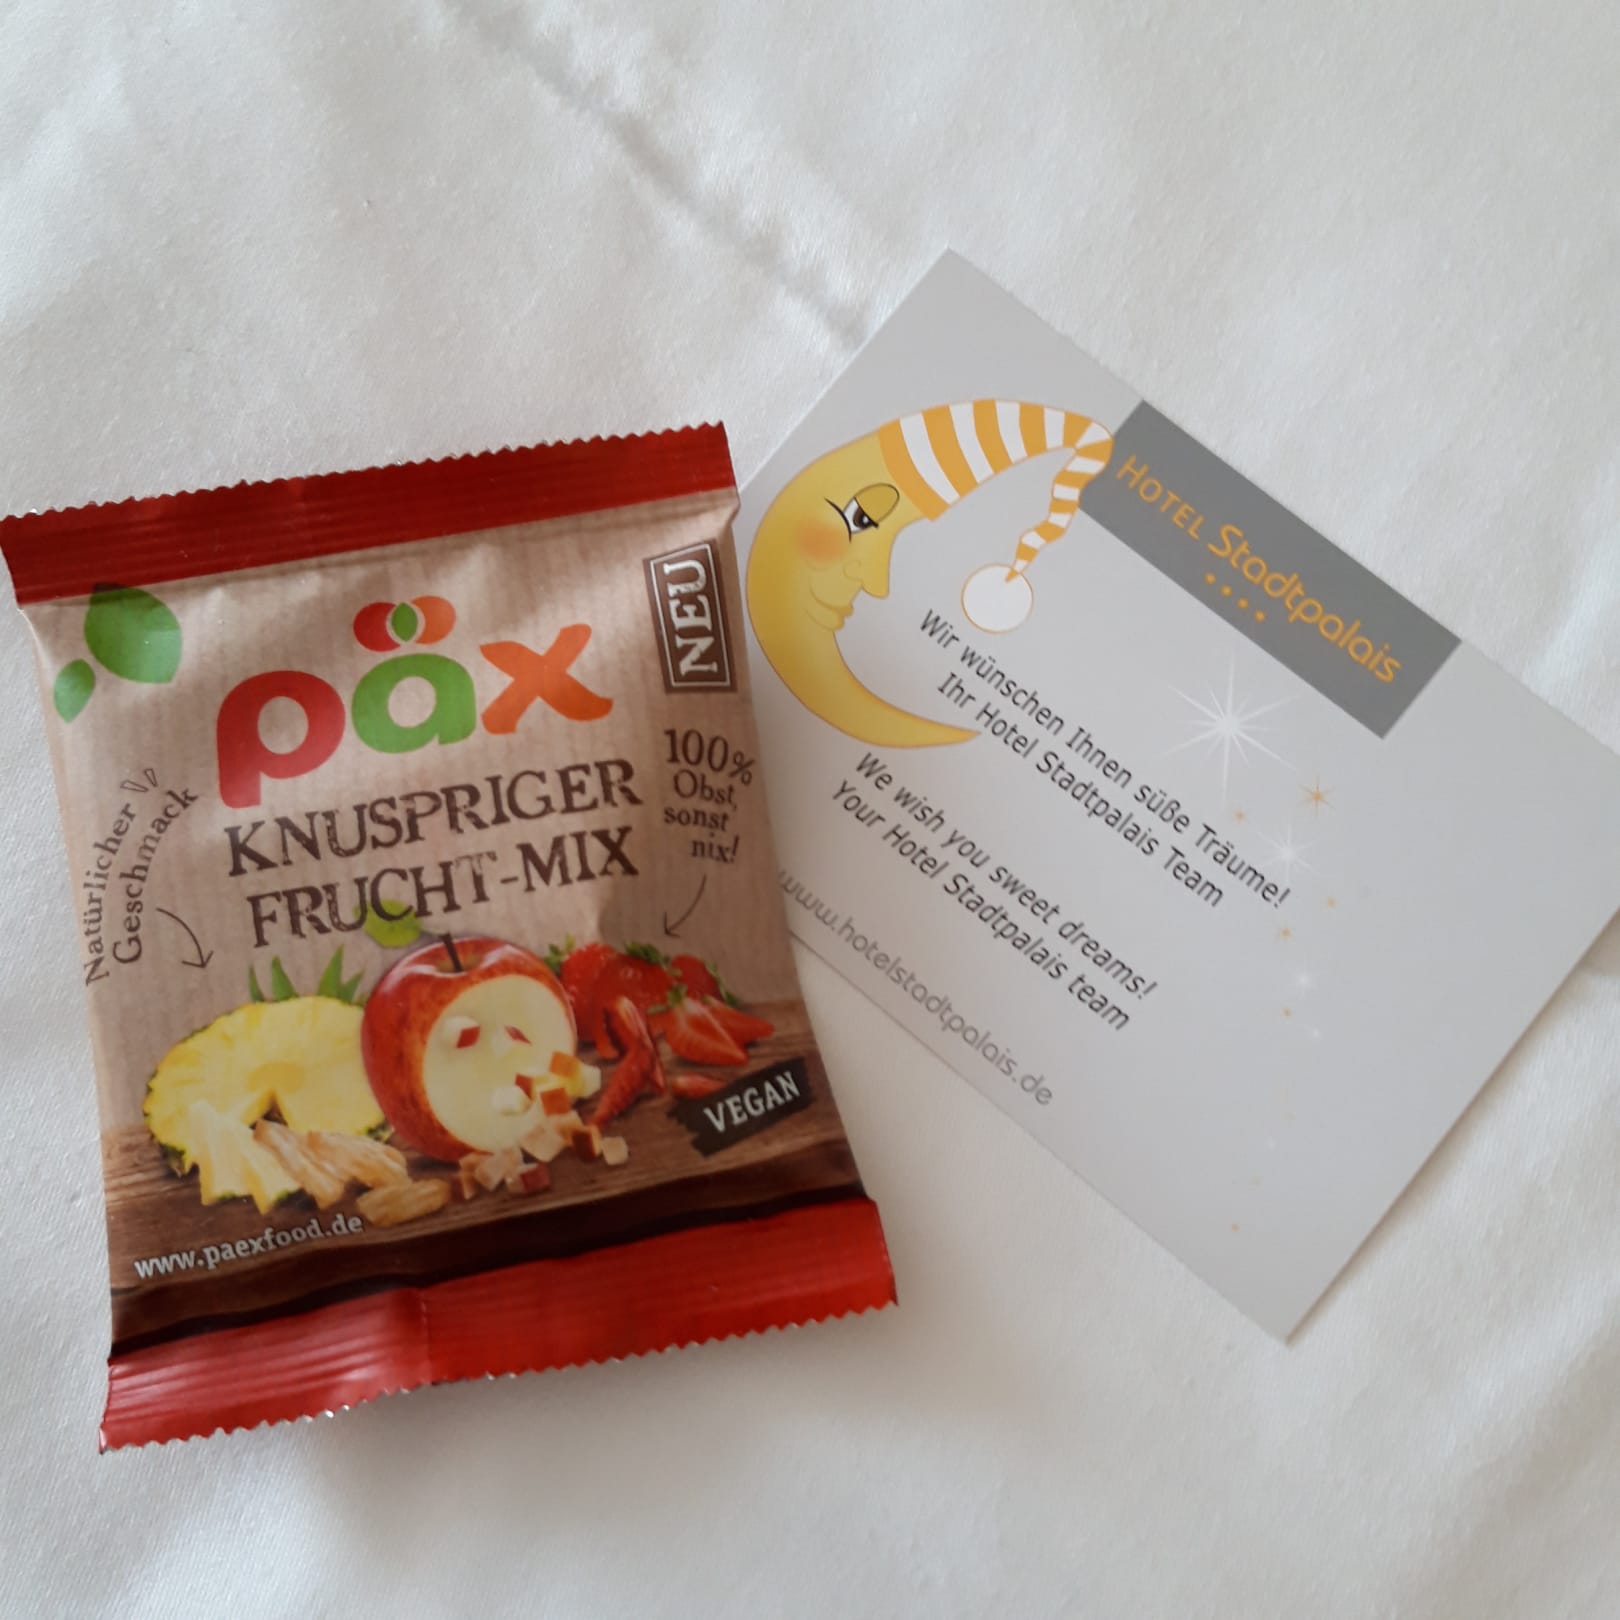 päx
NEU
KNUSPRIGER
FRUCHT-MIX
100%
Obst,
sonst
nix!
Natürlicher
Geschmack
VEGAN
www.paexfood.de
HOTEL Stadtpalais
Wir wünschen Ihnen süße Träume!
Ihr Hotel Stadtpalais Team
We wish you sweet dreams!
Your Hotel Stadtpalais team
www.hotelstadtpalais.de